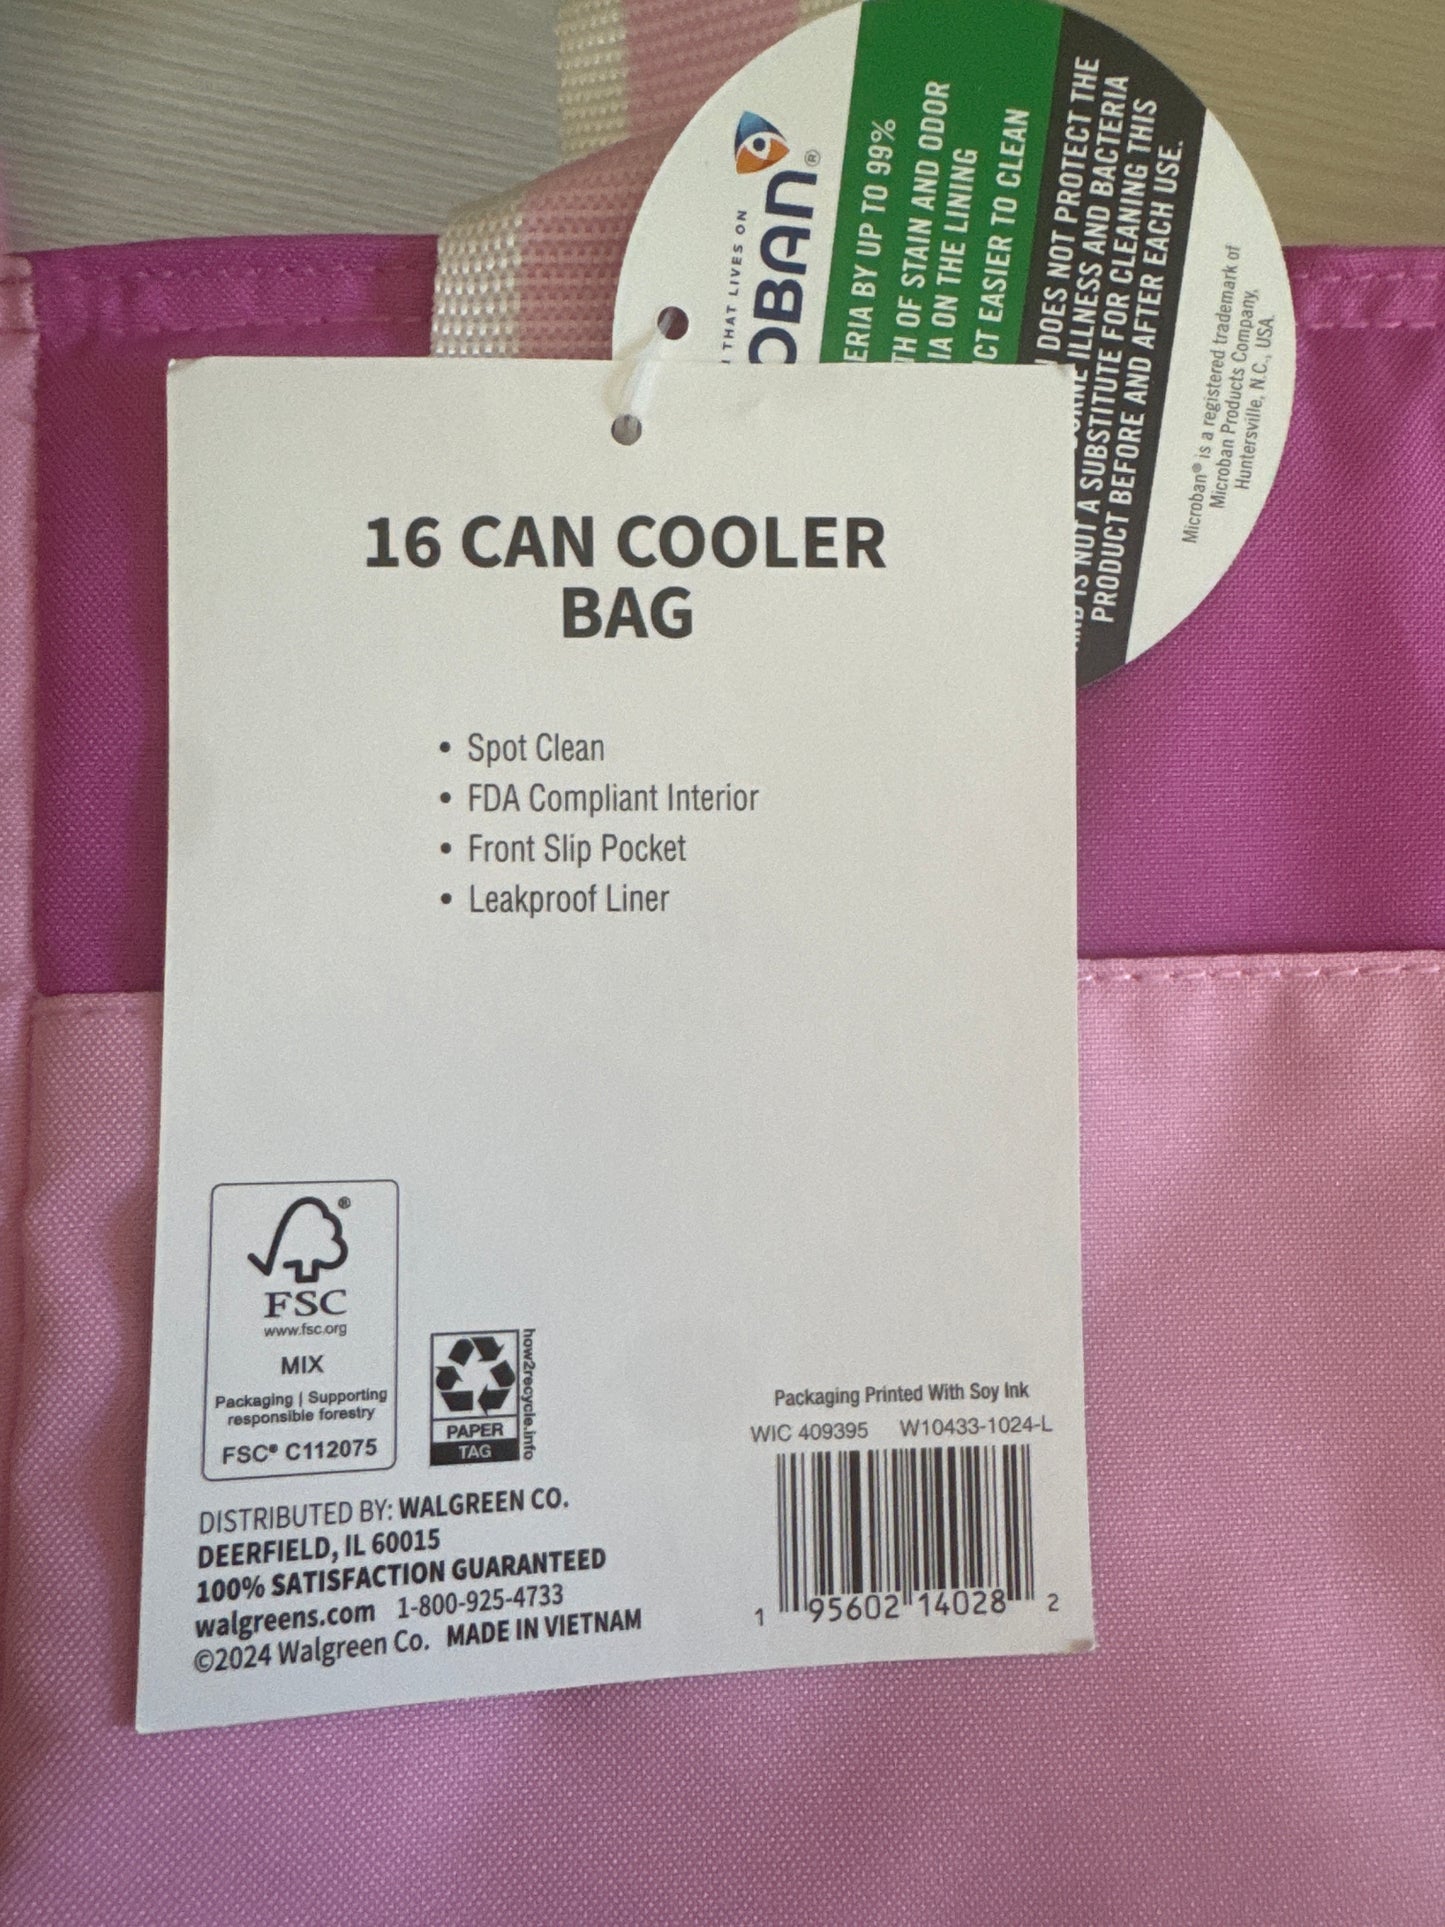 THAT LIVES ON
OBAN®
ERIA BY UP TO 99%
TH OF STAIN AND ODOR
IA ON THE LINING
CT EASIER TO CLEAN
DOES NOT PROTECT THE
ILLNESS AND BACTERIA
IS NOT A SUBSTITUTE FOR CLEANING THIS
PRODUCT BEFORE AND AFTER EACH USE.
Microban® is a registered trademark of
Microban Products Company,
Huntersville, N.C., USA.
16 CAN COOLER
BAG
• Spot Clean
• FDA Compliant Interior
• Front Slip Pocket
• Leakproof Liner
FSC
®
www.fsc.org
MIX
Packaging | Supporting
responsible forestry
FSC® C112075
how2recycle.info
PAPER
TAG
DISTRIBUTED BY: WALGREEN CO.
DEERFIELD, IL 60015
100% SATISFACTION GUARANTEED
walgreens.com 1-800-925-4733
©2024 Walgreen Co. MADE IN VIETNAM
Packaging Printed With Soy Ink
WIC 409395 W10433-1024-L
1 95602 14028 2